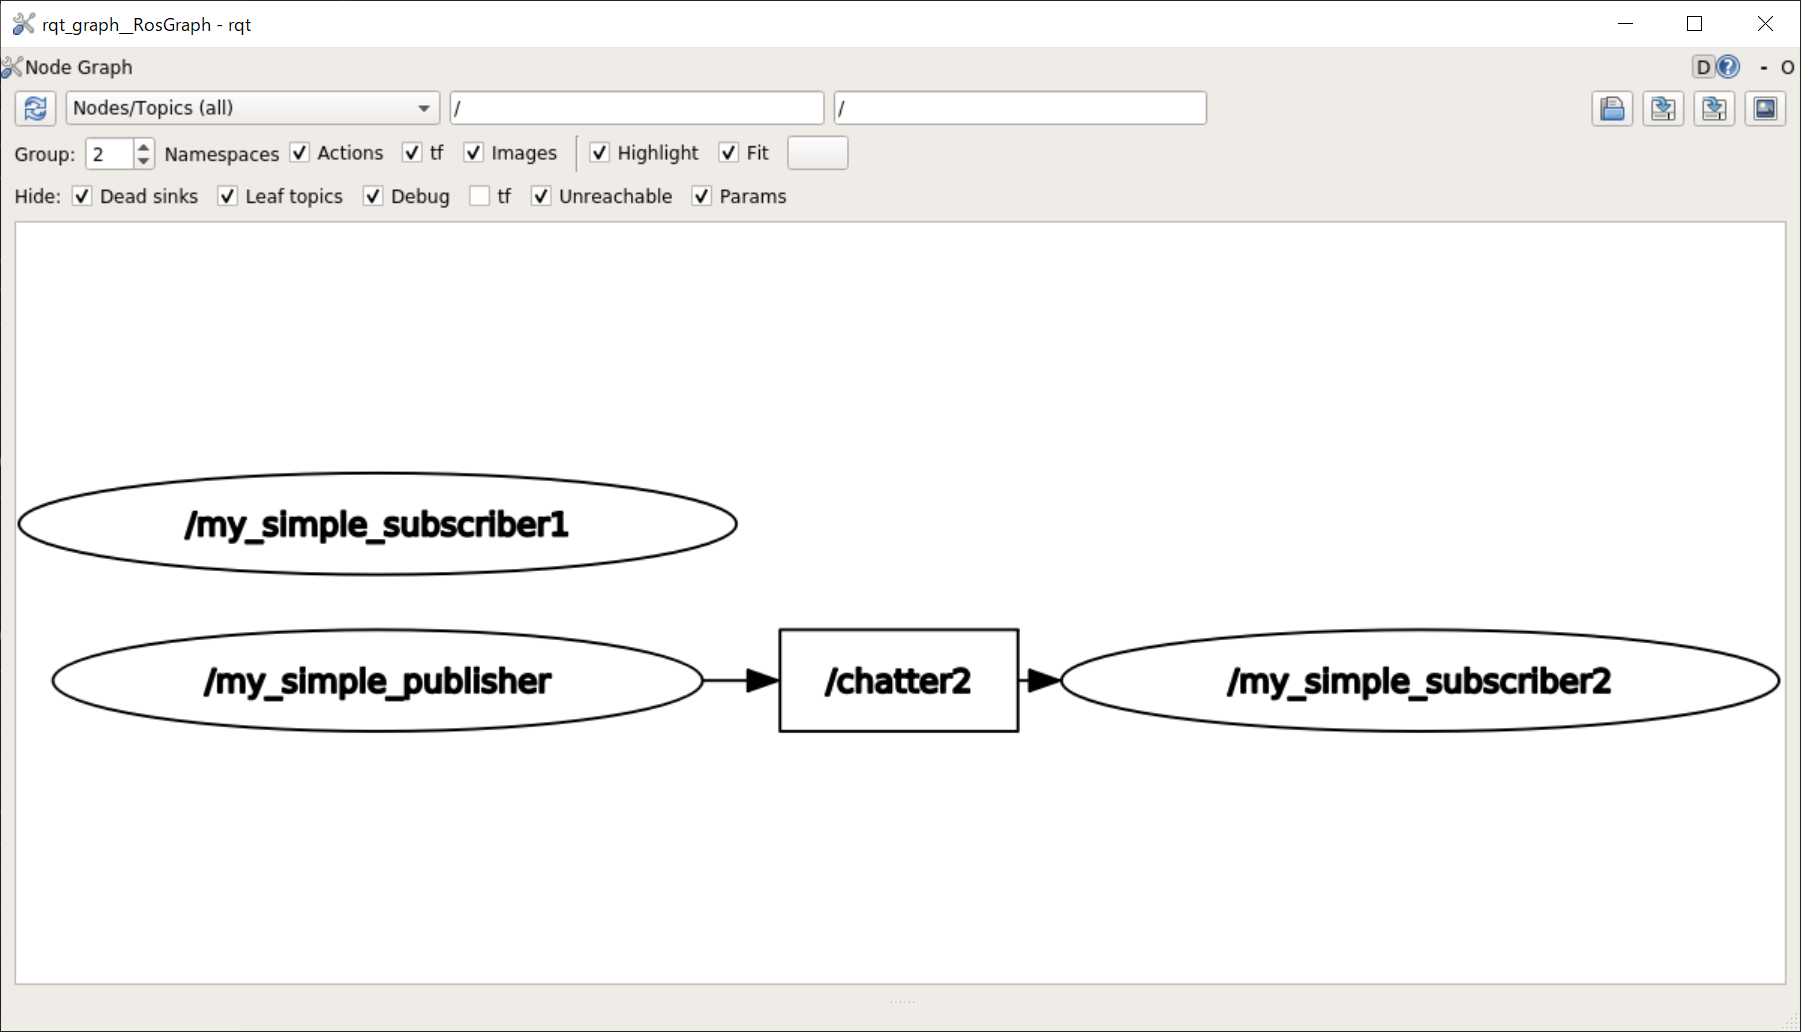 rqt_graph__RosGraph - rqt
Node Graph
D ? - O
Nodes/Topics (all) / /
Group: 2 Namespaces Actions tf Images Highlight Fit
Hide: Dead sinks Leaf topics Debug tf Unreachable Params
/my_simple_subscriber1
/my_simple_publisher /chatter2 /my_simple_subscriber2